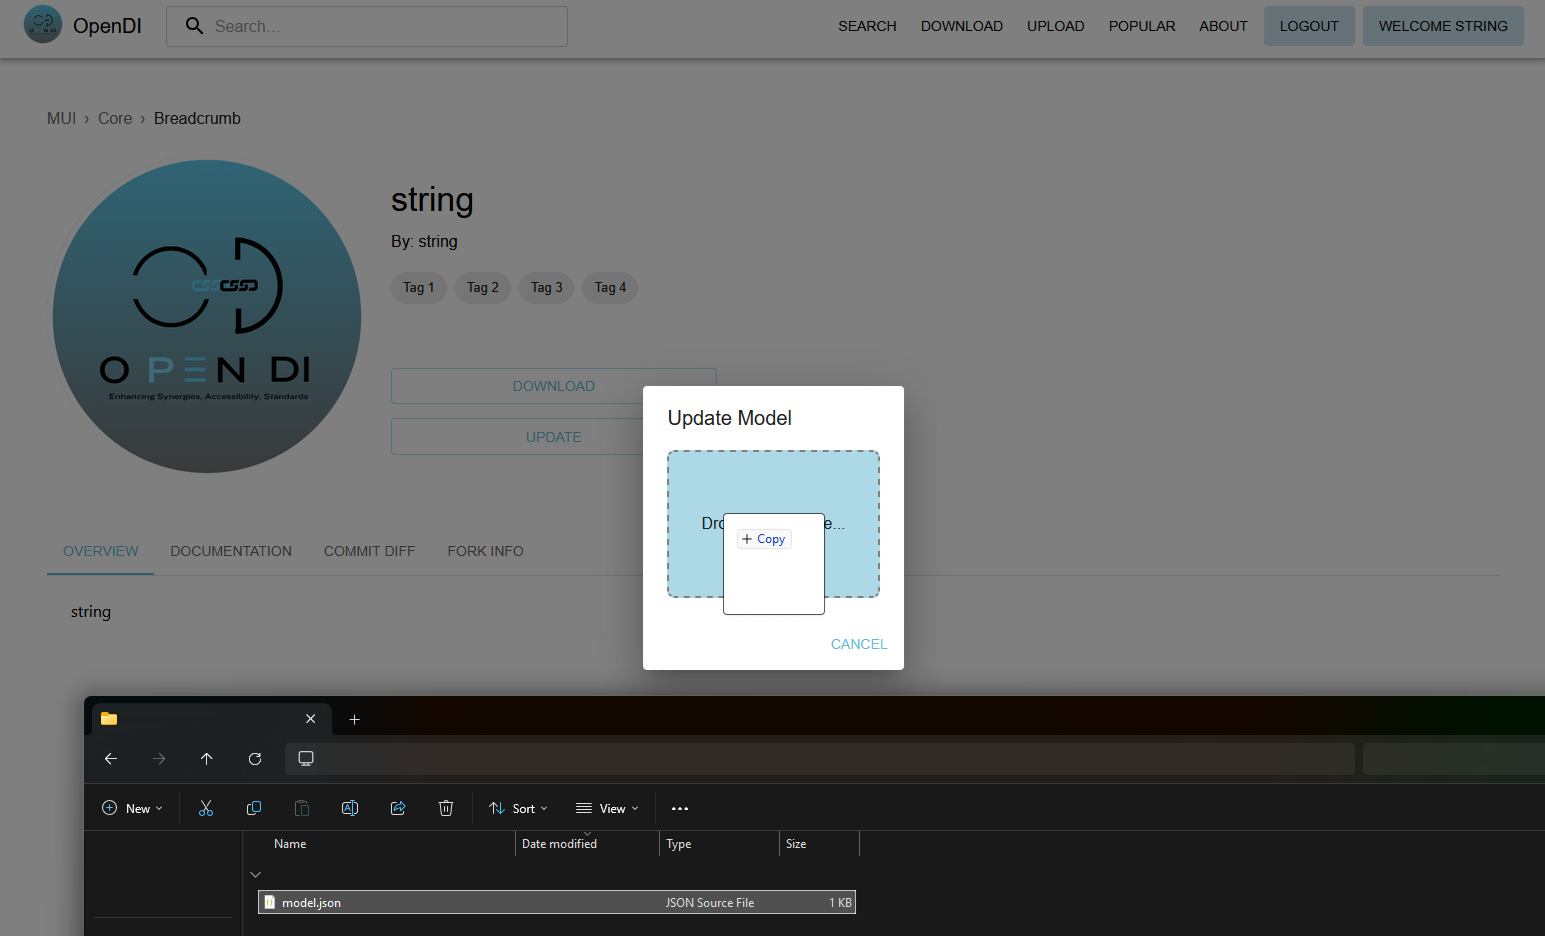 OpenDI
Search...
SEARCH DOWNLOAD UPLOAD POPULAR ABOUT LOGOUT WELCOME STRING
MUI › Core › Breadcrumb
OPEN DI
Enhancing Synergies, Accessibility, Standards
string
By: string
Tag 1 Tag 2 Tag 3 Tag 4
DOWNLOAD
UPDATE
Update Model
+ Copy
CANCEL
OVERVIEW DOCUMENTATION COMMIT DIFF FORK INFO
string
New Sort View
Name Date modified Type Size
model.json JSON Source File 1 KB